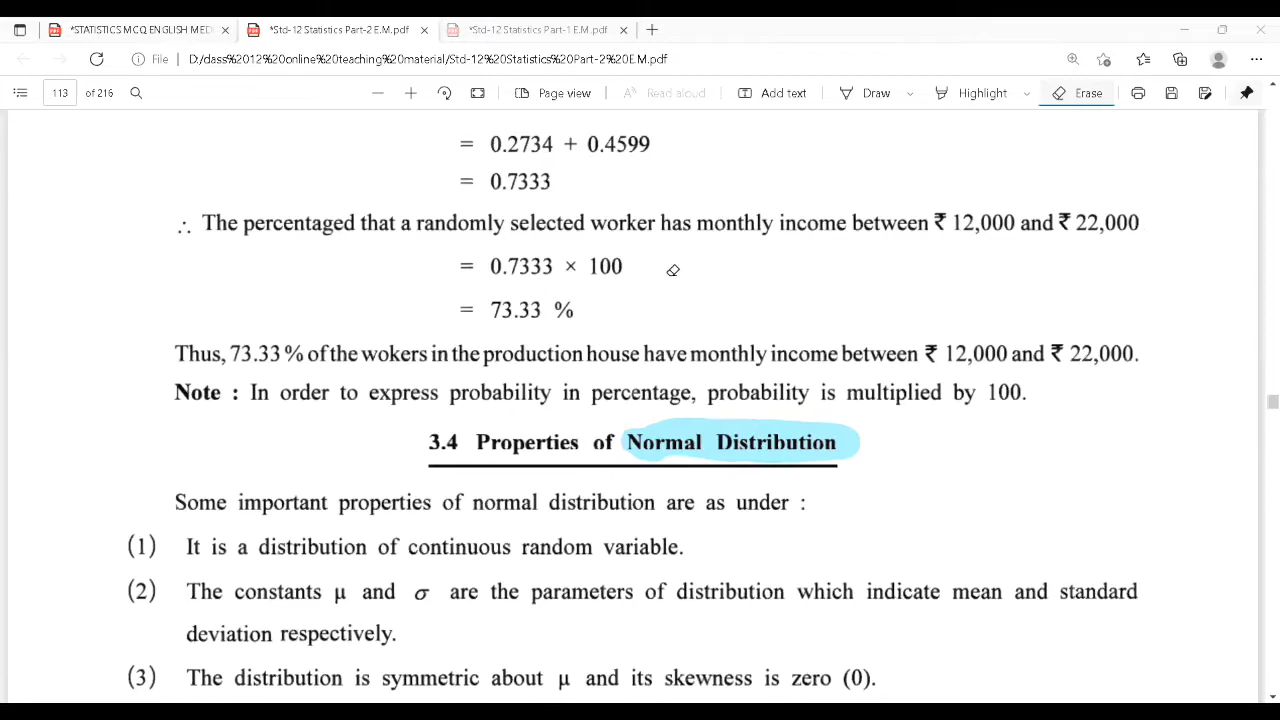 *STATISTICS MCQ ENGLISH MEDI
*Std-12 Statistics Part-2 E.M.pdf
*Std-12 Statistics Part-1 E.M.pdf
File
D:/class%2012%20online%20teaching%20material/Std-12%20Statistics%20Part-2%20E.M.pdf
113 of 216
Page view
Read aloud
Add text
Draw
Highlight
Erase
= 0.2734 + 0.4599
= 0.7333
∴ The percentaged that a randomly selected worker has monthly income between ₹ 12,000 and ₹ 22,000
= 0.7333 × 100
= 73.33 %
Thus, 73.33 % of the wokers in the production house have monthly income between ₹ 12,000 and ₹ 22,000.
Note : In order to express probability in percentage, probability is multiplied by 100.
3.4 Properties of Normal Distribution
Some important properties of normal distribution are as under :
(1) It is a distribution of continuous random variable.
(2) The constants μ and σ are the parameters of distribution which indicate mean and standard
deviation respectively.
(3) The distribution is symmetric about μ and its skewness is zero (0).